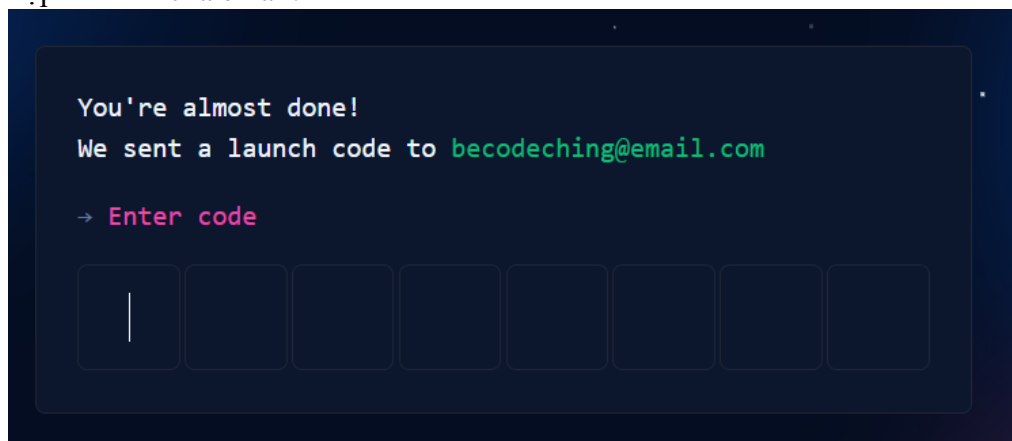 You're almost done!
We sent a launch code to becodeching@email.com
→ Enter code